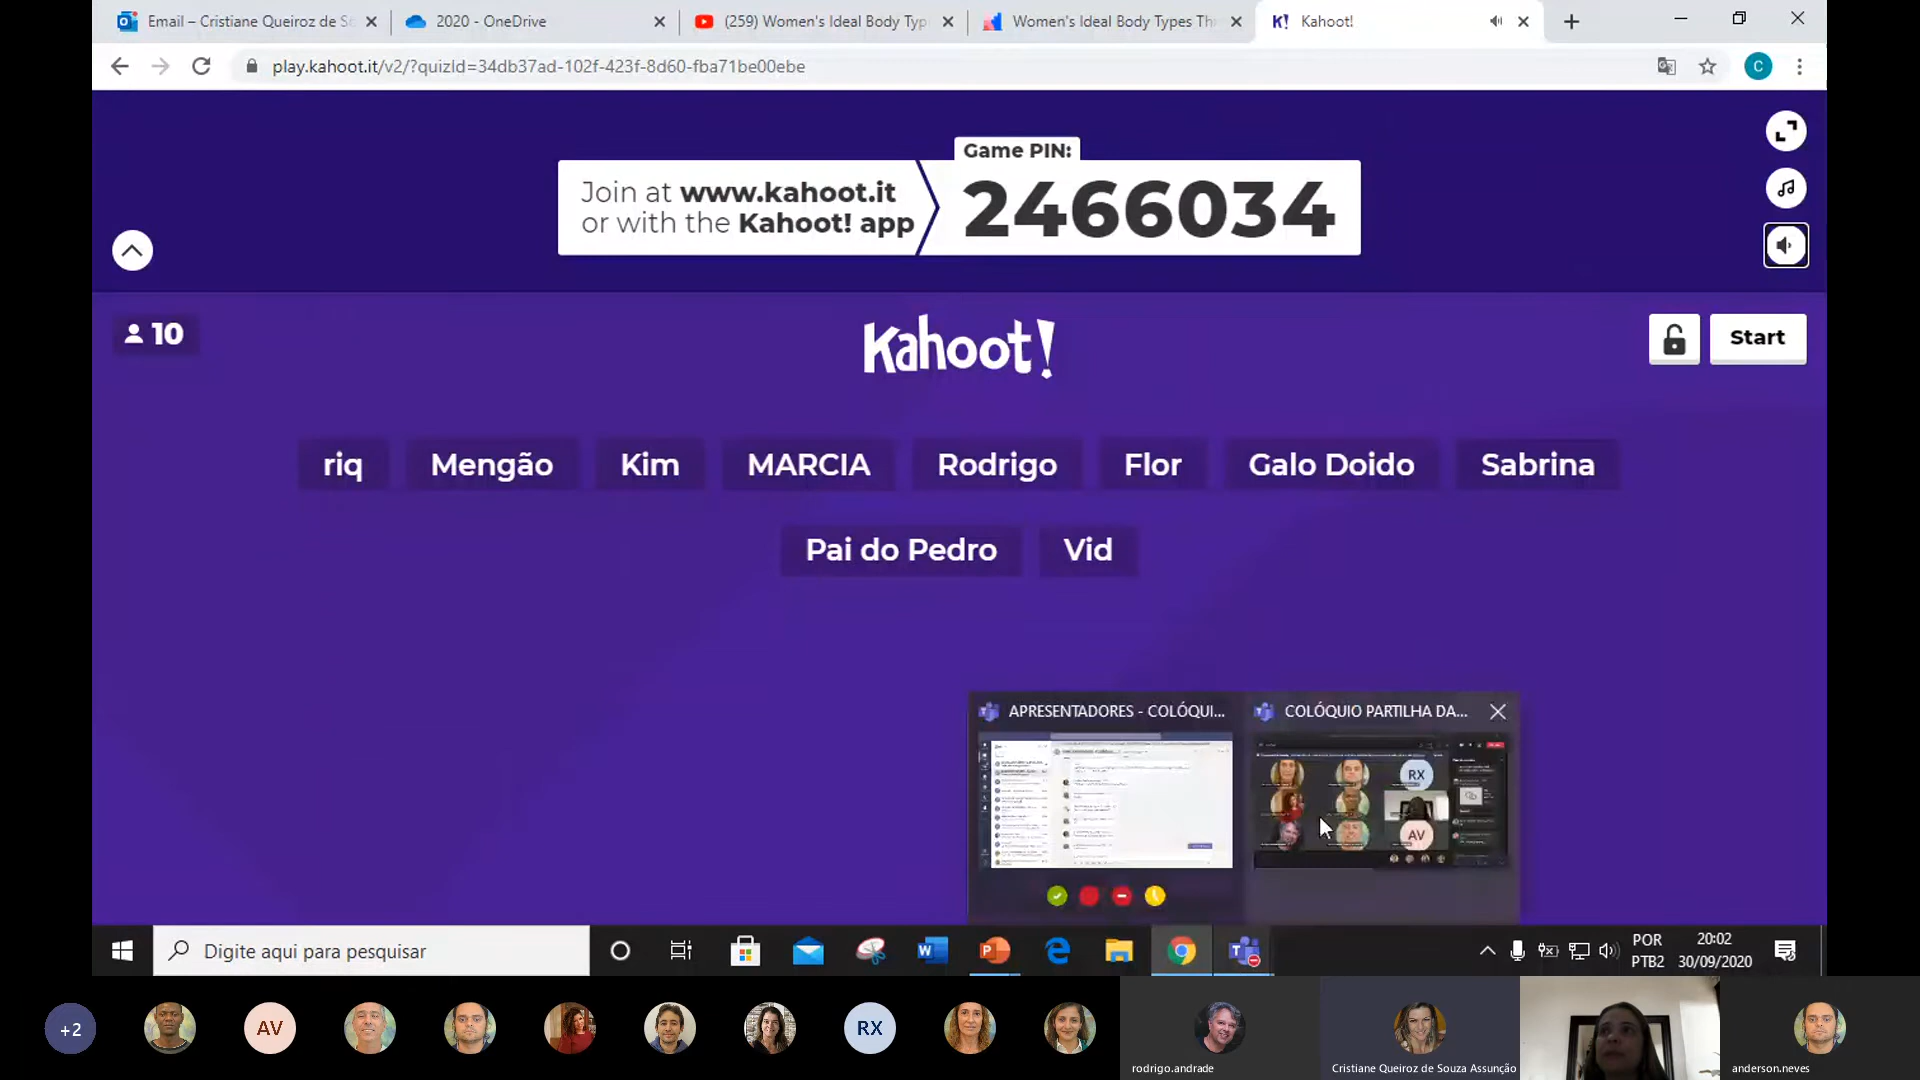 Email – Cristiane Queiroz de S
2020 - OneDrive
(259) Women's Ideal Body Typ
Women's Ideal Body Types Th
K! Kahoot!
play.kahoot.it/v2/?quizId=34db37ad-102f-423f-8d60-fba71be00ebe
C
Game PIN:
Join at www.kahoot.it
or with the Kahoot! app
2466034
10
Kahoot!
Start
riq
Mengão
Kim
MARCIA
Rodrigo
Flor
Galo Doido
Sabrina
Pai do Pedro
Vid
APRESENTADORES - COLÓQUI...
COLÓQUIO PARTILHA DA...
RX
AV
Digite aqui para pesquisar
POR
PTB2
20:02
30/09/2020
+2
AV
RX
rodrigo.andrade
Cristiane Queiroz de Souza Assunção
anderson.neves